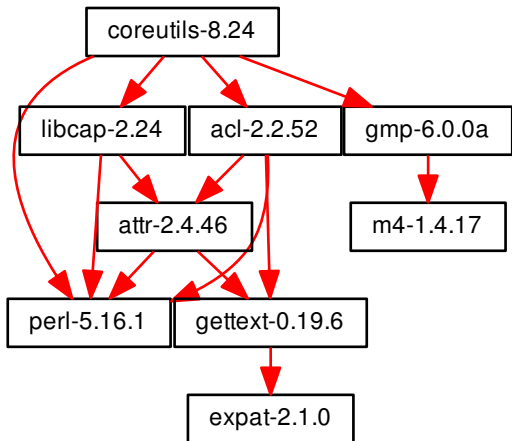 coreutils-8.24
libcap-2.24
acl-2.2.52
gmp-6.0.0a
attr-2.4.46
m4-1.4.17
perl-5.16.1
gettext-0.19.6
expat-2.1.0